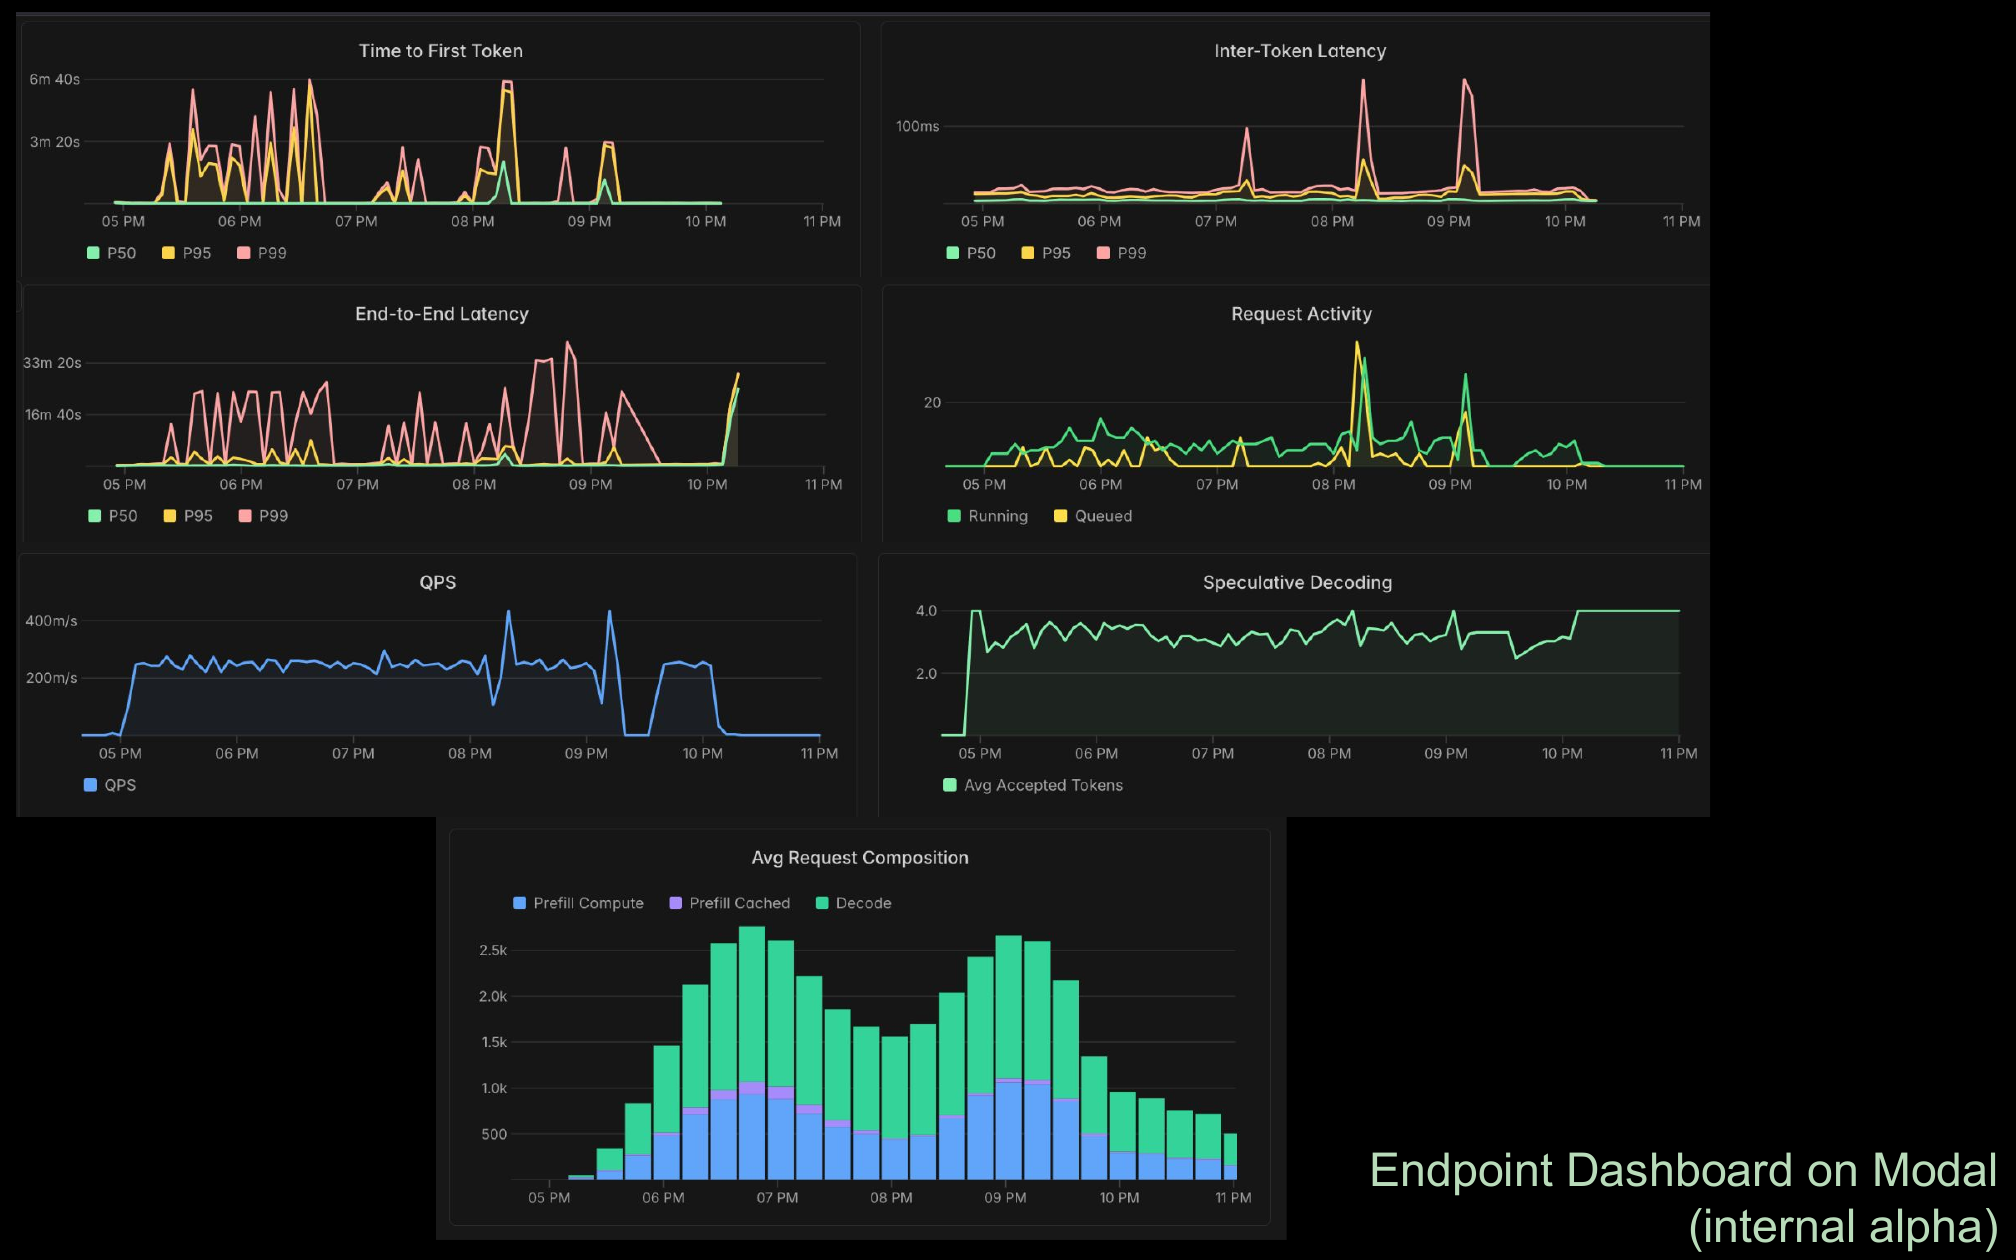 Time to First Token
6m 40s
3m 20s
05 PM 06 PM 07 PM 08 PM 09 PM 10 PM 11 PM
P50 P95 P99
Inter-Token Latency
100ms
05 PM 06 PM 07 PM 08 PM 09 PM 10 PM 11 PM
P50 P95 P99
End-to-End Latency
33m 20s
16m 40s
05 PM 06 PM 07 PM 08 PM 09 PM 10 PM 11 PM
P50 P95 P99
Request Activity
20
05 PM 06 PM 07 PM 08 PM 09 PM 10 PM 11 PM
Running Queued
QPS
400m/s
200m/s
05 PM 06 PM 07 PM 08 PM 09 PM 10 PM 11 PM
QPS
Speculative Decoding
4.0
2.0
05 PM 06 PM 07 PM 08 PM 09 PM 10 PM 11 PM
Avg Accepted Tokens
Avg Request Composition
Prefill Compute Prefill Cached Decode
2.5k
2.0k
1.5k
1.0k
500
05 PM 06 PM 07 PM 08 PM 09 PM 10 PM 11 PM
Endpoint Dashboard on Modal
(internal alpha)